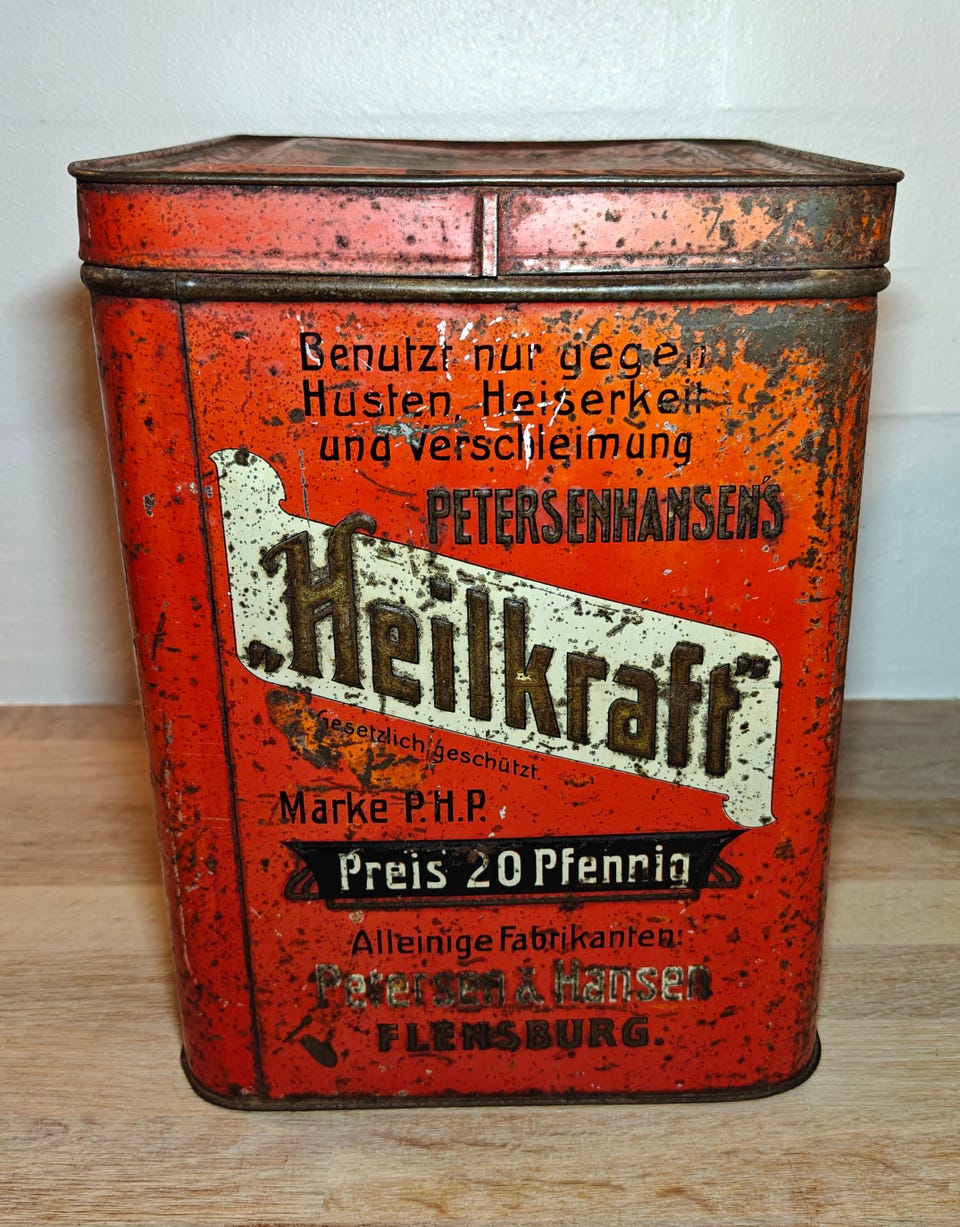 Benutzt nur gegen
Husten, Heiserkeit
und Verschleimung
PETERSENHANSEN'S
„Heilkraft"
Gesetzlich geschützt.
Marke P.H.P.
Preis 20 Pfennig
Alleinige Fabrikanten:
Petersen & Hansen
FLENSBURG.